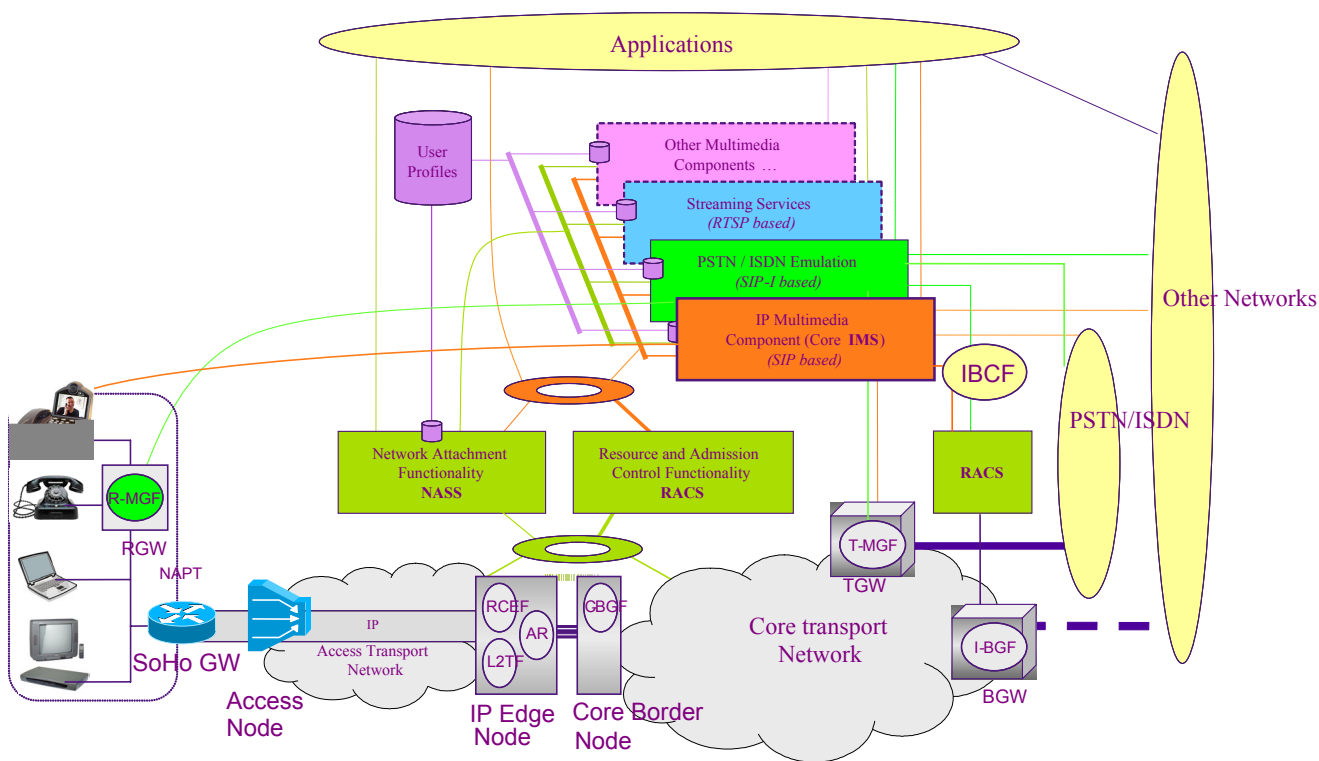 Applications
User
Profiles
Other Multimedia
Components …
Streaming Services
(RTSP based)
PSTN / ISDN Emulation
(SIP-I based)
IP Multimedia
Component (Core IMS)
(SIP based)
Other Networks
IBCF
PSTN/ISDN
Network Attachment
Functionality
NASS
Resource and Admission
Control Functionality
RACS
RACS
R-MGF
RGW
NAPT
T-MGF
TGW
RCEF
CBGF
AR
L2TF
IP
Access Transport
Network
Core transport
Network
I-BGF
BGW
SoHo GW
Access
Node
IP Edge
Node
Core Border
Node